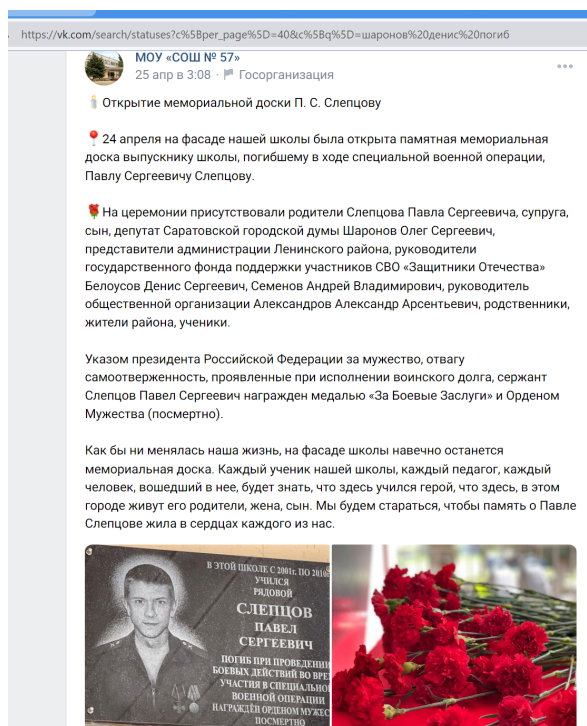 https://vk.com/search/statuses?c%5Bper_page%5D=40&c%5Bq%5D=шаронов%20денис%20погиб
МОУ «СОШ № 57»
25 апр в 3:08 · Госорганизация
Открытие мемориальной доски П. С. Слепцову
24 апреля на фасаде нашей школы была открыта памятная мемориальная
доска выпускнику школы, погибшему в ходе специальной военной операции,
Павлу Сергеевичу Слепцову.
На церемонии присутствовали родители Слепцова Павла Сергеевича, супруга,
сын, депутат Саратовской городской думы Шаронов Олег Сергеевич,
представители администрации Ленинского района, руководители
государственного фонда поддержки участников СВО «Защитники Отечества»
Белоусов Денис Сергеевич, Семенов Андрей Владимирович, руководитель
общественной организации Александров Александр Арсентьевич, родственники,
жители района, ученики.
Указом президента Российской Федерации за мужество, отвагу
самоотверженность, проявленные при исполнении воинского долга, сержант
Слепцов Павел Сергеевич награжден медалью «За Боевые Заслуги» и Орденом
Мужества (посмертно).
Как бы ни менялась наша жизнь, на фасаде школы навечно останется
мемориальная доска. Каждый ученик нашей школы, каждый педагог, каждый
человек, вошедший в нее, будет знать, что здесь учился герой, что здесь, в этом
городе живут его родители, жена, сын. Мы будем стараться, чтобы память о Павле
Слепцове жила в сердцах каждого из нас.
В ЭТОЙ ШКОЛЕ С 2001г. ПО 2010г
УЧИЛСЯ
РЯДОВОЙ
СЛЕПЦОВ
ПАВЕЛ
СЕРГЕЕВИЧ
ПОГИБ ПРИ ПРОВЕДЕНИИ
БОЕВЫХ ДЕЙСТВИЙ ВО ВРЕ
УЧАСТИЯ В СПЕЦИАЛЬНО
ВОЕННОЙ ОПЕРАЦИИ
НАГРАЖДЁН ОРДЕНОМ МУЖЕС
ПОСМЕРТНО